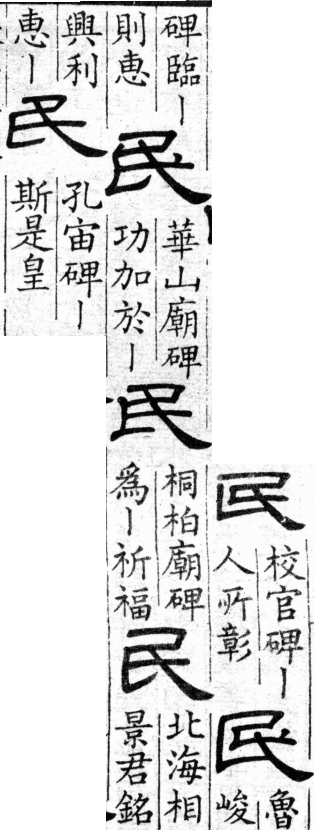 民
校官碑丨
人所彰
民
魯
峻
碑臨丨
則恵
民
華山廟碑
功加於丨
民
桐柏廟碑
爲丨祈福
民
北海相
景君銘
興利
恵丨
民
孔宙碑丨
斯是皇